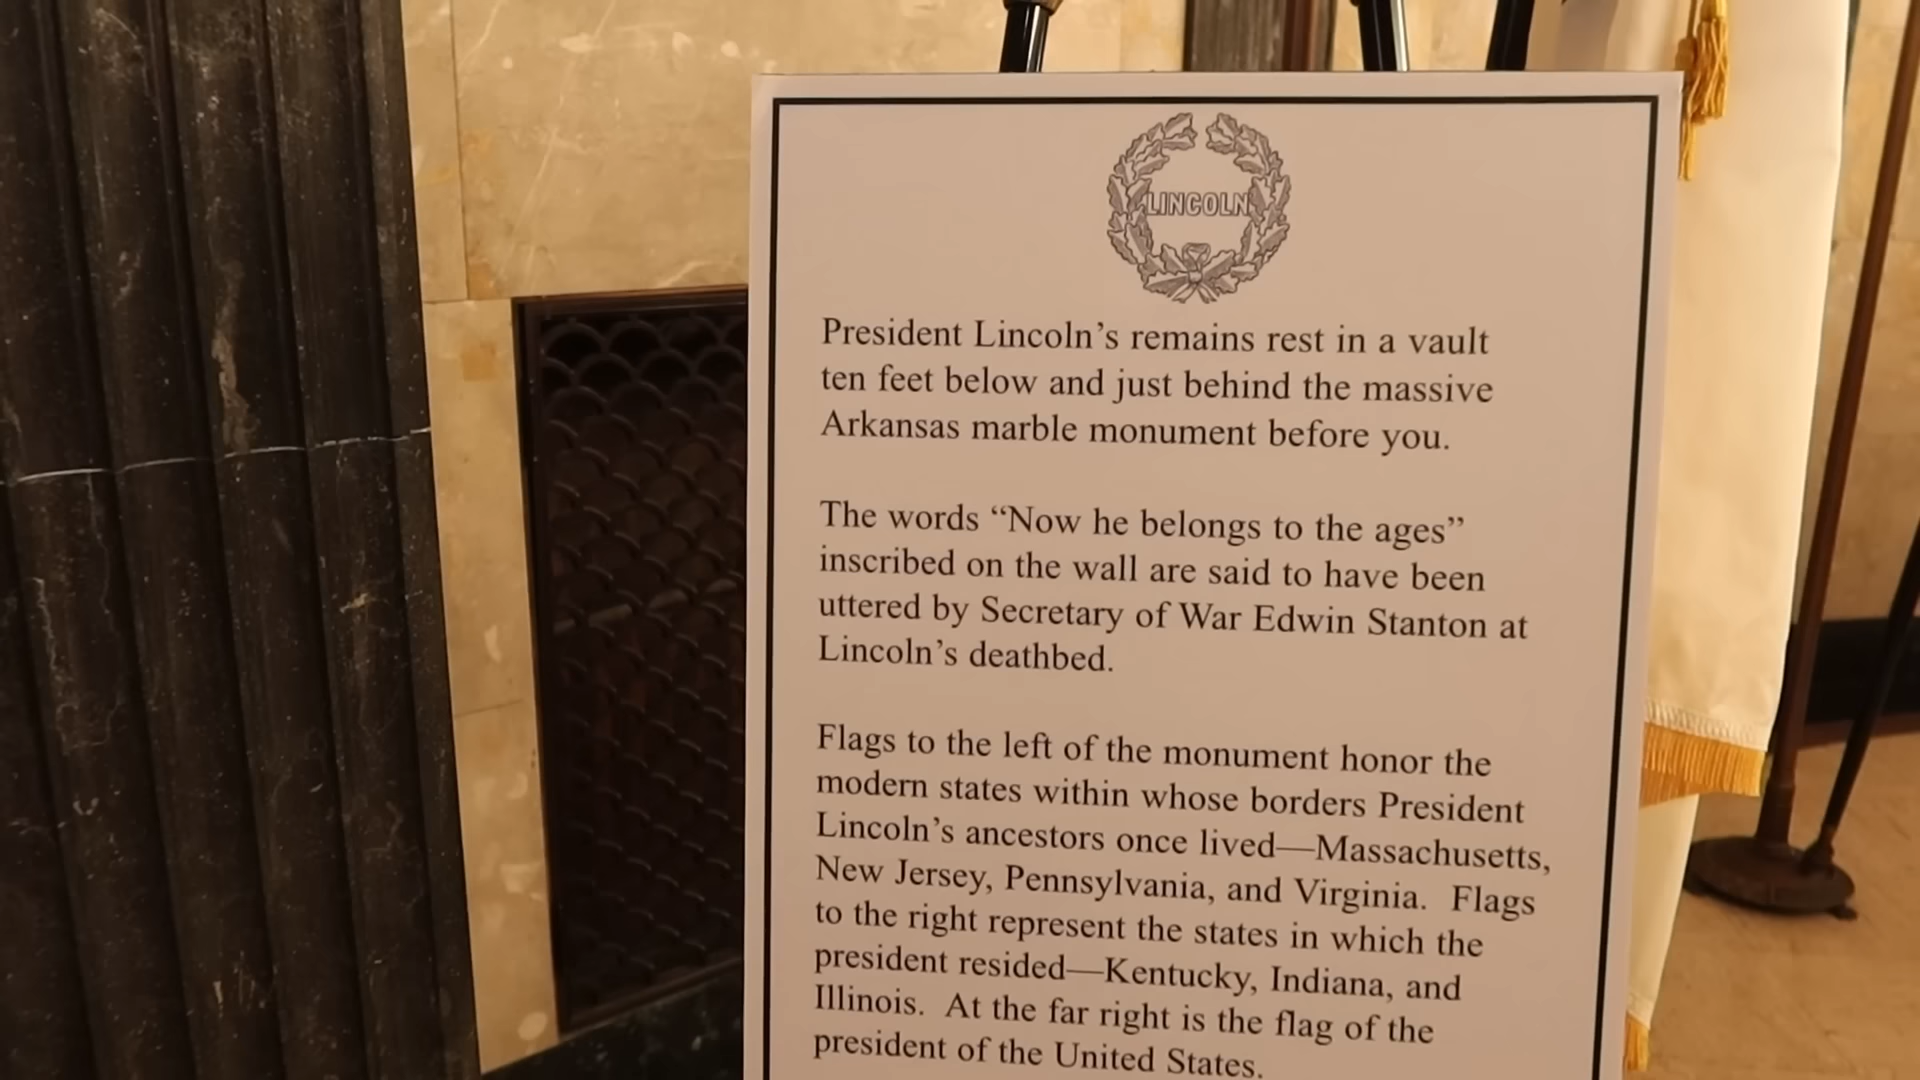 LINCOLN
President Lincoln’s remains rest in a vault
ten feet below and just behind the massive
Arkansas marble monument before you.
The words “Now he belongs to the ages”
inscribed on the wall are said to have been
uttered by Secretary of War Edwin Stanton at
Lincoln’s deathbed.
Flags to the left of the monument honor the
modern states within whose borders President
Lincoln’s ancestors once lived—Massachusetts,
New Jersey, Pennsylvania, and Virginia.  Flags
to the right represent the states in which the
president resided—Kentucky, Indiana, and
Illinois.  At the far right is the flag of the
president of the United States.